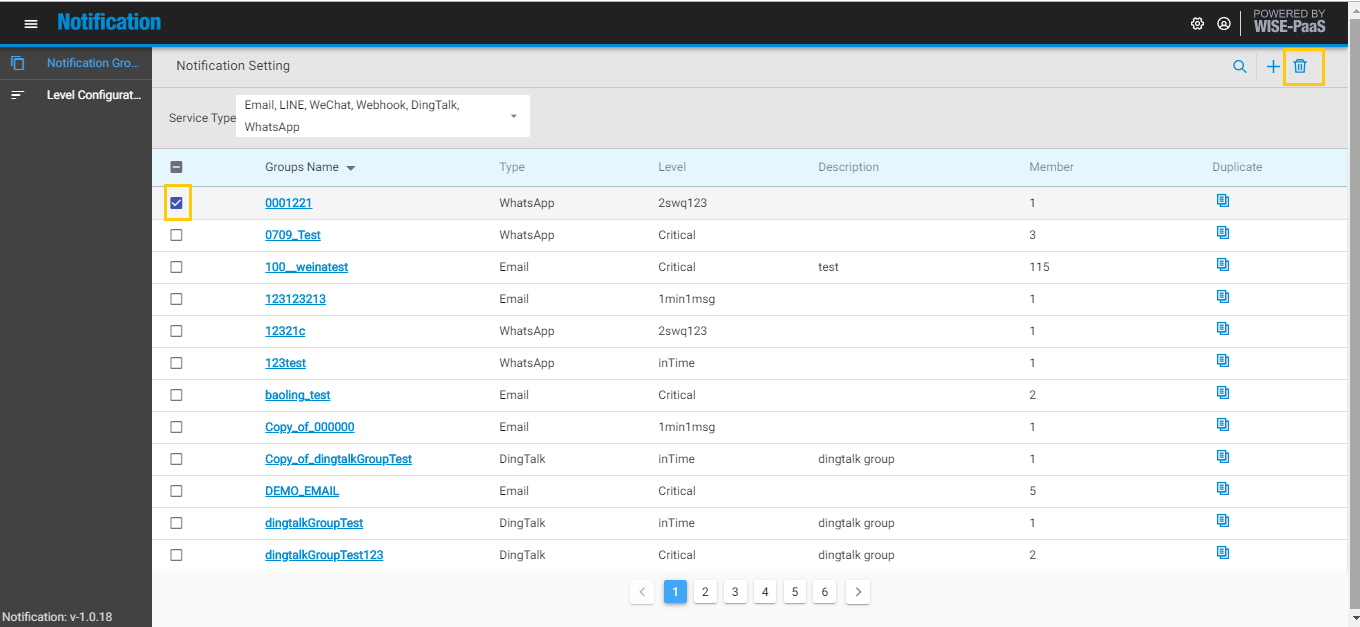 Notification
POWERED BY
WISE-PaaS
Notification Gro...
Level Configurat...
Notification Setting
Service Type
Email, LINE, WeChat, Webhook, DingTalk,
WhatsApp
Groups Name Type Level Description Member Duplicate
0001221 WhatsApp 2swq123 1
0709_Test WhatsApp Critical 3
100__weinatest Email Critical test 115
123123213 Email 1min1msg 1
12321c WhatsApp 2swq123 1
123test WhatsApp inTime 1
baoling_test Email Critical 2
Copy_of_000000 Email 1min1msg 1
Copy_of_dingtalkGroupTest DingTalk inTime dingtalk group 1
DEMO_EMAIL Email Critical 5
dingtalkGroupTest DingTalk inTime dingtalk group 1
dingtalkGroupTest123 DingTalk Critical dingtalk group 2
1 2 3 4 5 6
Notification: v-1.0.18